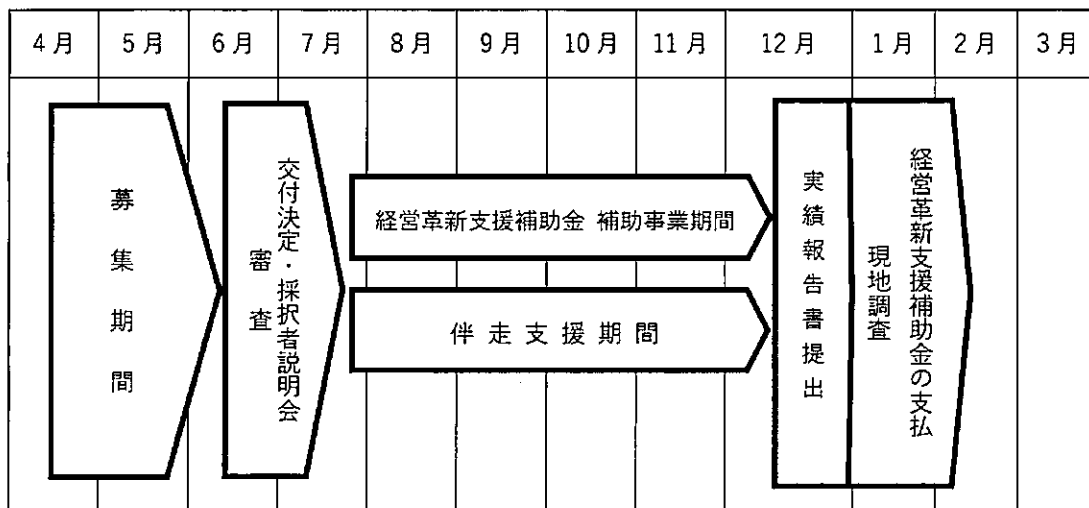 4月 5月 6月 7月 8月 9月 10月 11月 12月 1月 2月 3月
募集期間
審査
交付決定・採択者説明会
経営革新支援補助金 補助事業期間
伴走支援期間
実績報告書提出
現地調査
経営革新支援補助金の支払